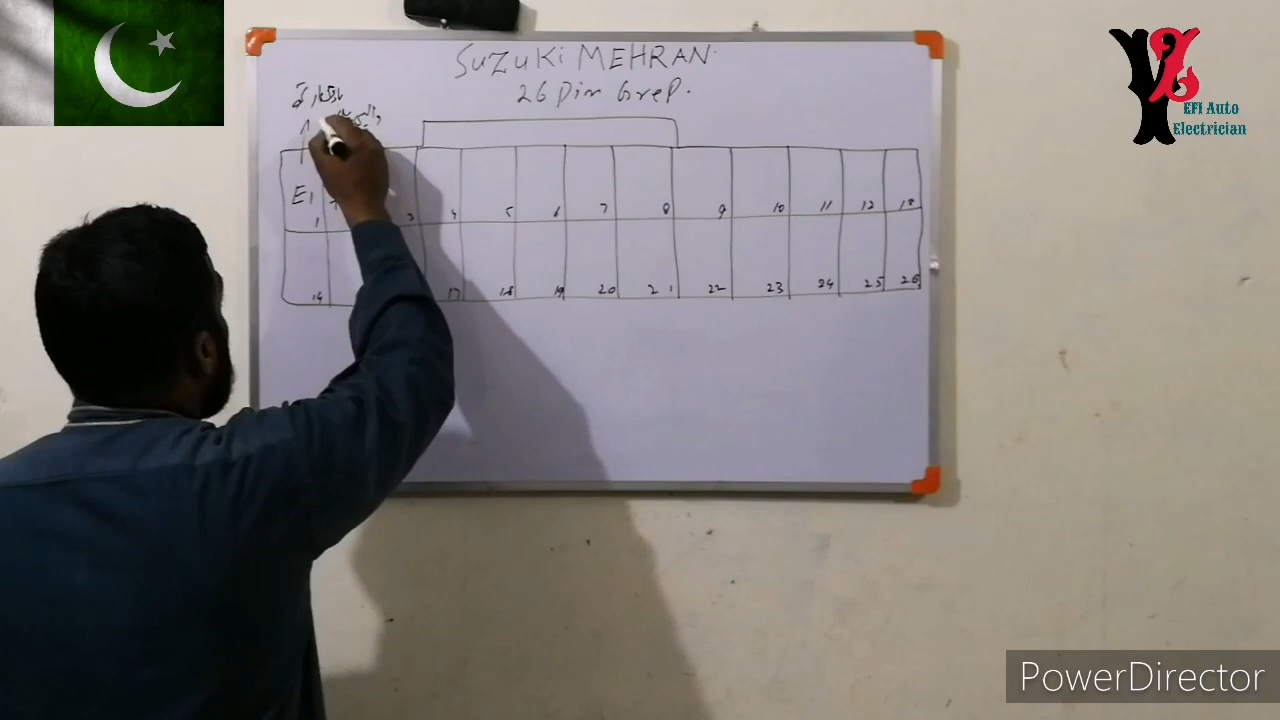 SUZUKI MEHRAN.
26 Pin Grep.
EFI Auto
Electrician
E1
1 3 4 5 6 7 8 9 10 11 12 13
14 17 18 19 20 21 22 23 24 25 26
PowerDirector